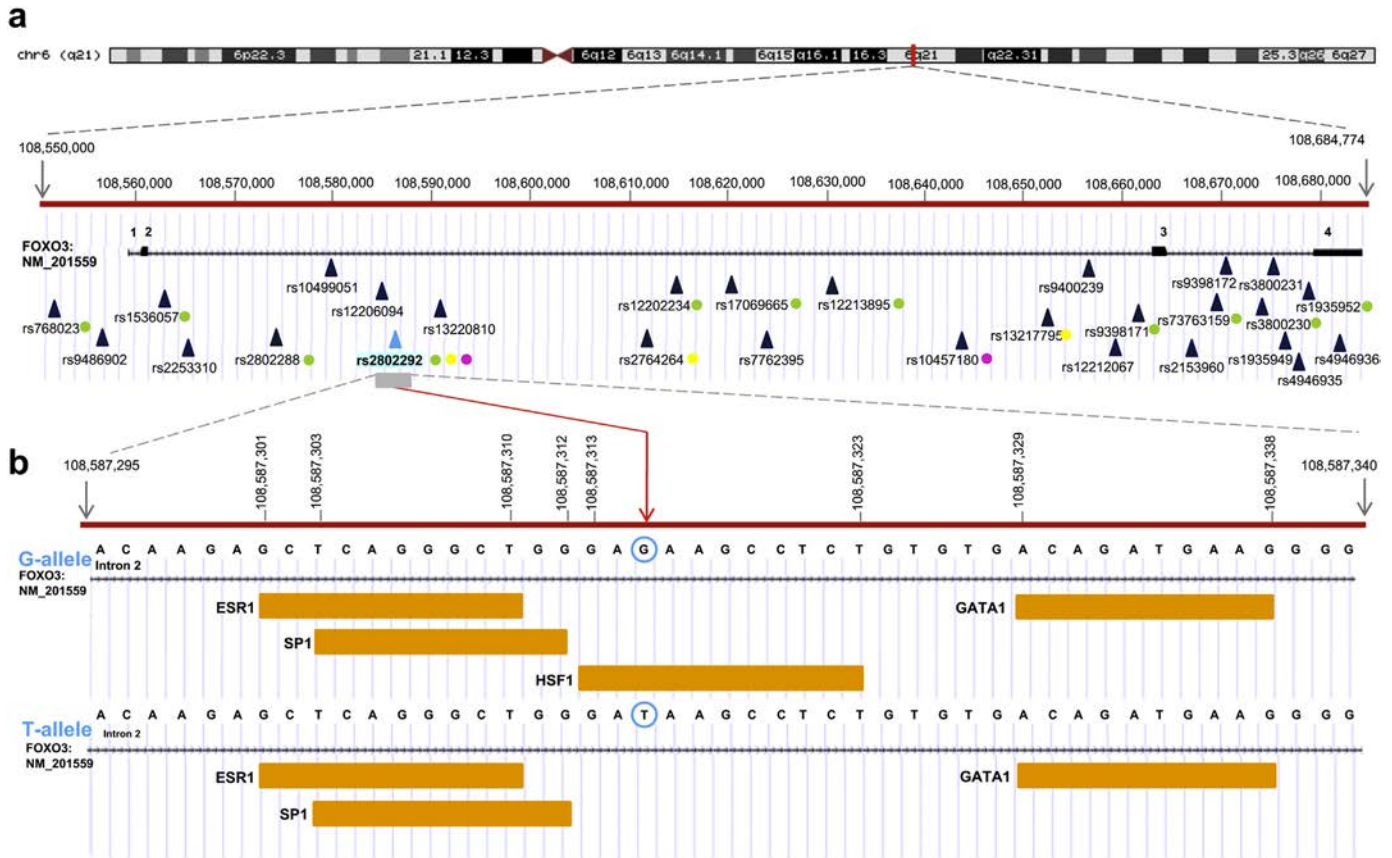 a
chr6 (q21) 6p22.3 21.1 12.3 6q12 6q13 6q14.1 6q15 q16.1 16.3 6q21 q22.31 25.3 q26 6q27
108,550,000 108,684,774
108,560,000 108,570,000 108,580,000 108,590,000 108,600,000 108,610,000 108,620,000 108,630,000 108,640,000 108,650,000 108,660,000 108,670,000 108,680,000
1 2 3 4
FOXO3:
NM_201559
rs10499051 rs9400239 rs9398172 rs3800231
rs768023 rs1536057 rs12206094 rs13220810 rs12202234 rs17069665 rs12213895 rs13217795 rs9398171 rs73763159 rs3800230 rs1935952
rs9486902 rs2253310 rs2802288 rs2802292 rs2764264 rs7762395 rs10457180 rs12212067 rs2153960 rs1935949 rs4946935 rs4946936
b
108,587,295 108,587,301 108,587,303 108,587,310 108,587,312 108,587,313 108,587,323 108,587,329 108,587,338 108,587,340
A C A A G A G C T C A G G G C T G G G A G A A G C C T C T G T G T G A C A G A T G A A G G G G
G-allele Intron 2
FOXO3:
NM_201559
ESR1 GATA1
SP1
HSF1
A C A A G A G C T C A G G G C T G G G A T A A G C C T C T G T G T G A C A G A T G A A G G G G
T-allele Intron 2
FOXO3:
NM_201559
ESR1 GATA1
SP1